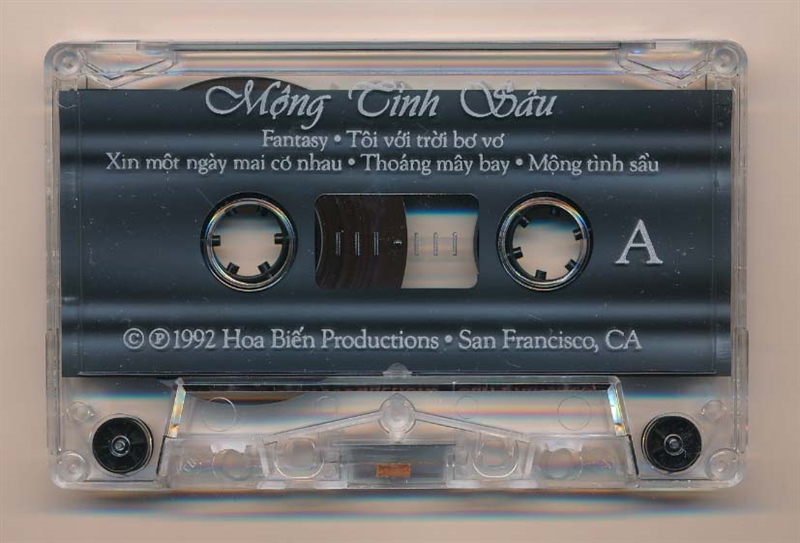 Mộng Tình Sầu
Fantasy • Tôi với trời bơ vơ
Xin một ngày mai có nhau • Thoáng mây bay • Mộng tình sầu
A
© ℗ 1992 Hoa Biển Productions • San Francisco, CA